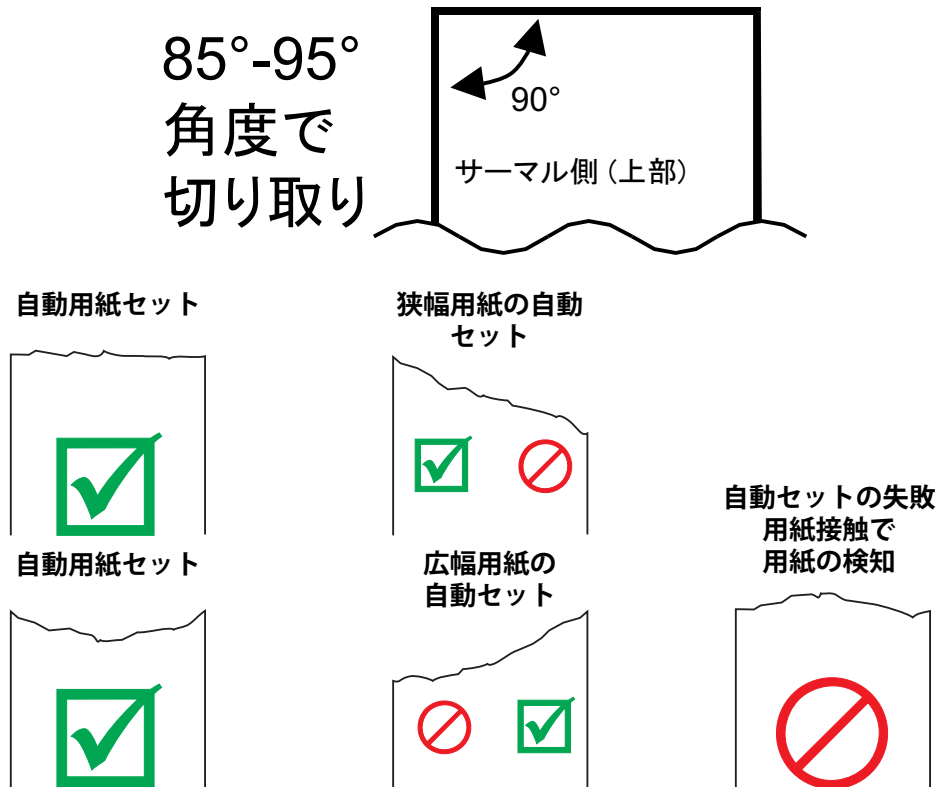 85°-95°
角度で
切り取り
90°
サーマル側（上部）
自動用紙セット
狭幅用紙の自動
セット
自動用紙セット
広幅用紙の
自動セット
自動セットの失敗
用紙接触で
用紙の検知